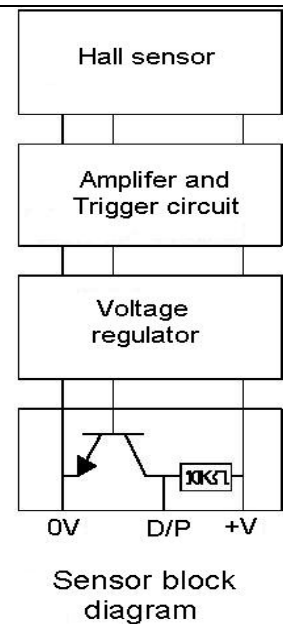 Hall sensor
Amplifer and
Trigger circuit
Voltage
regulator
10KΩ
0V D/P +V
Sensor block
diagram